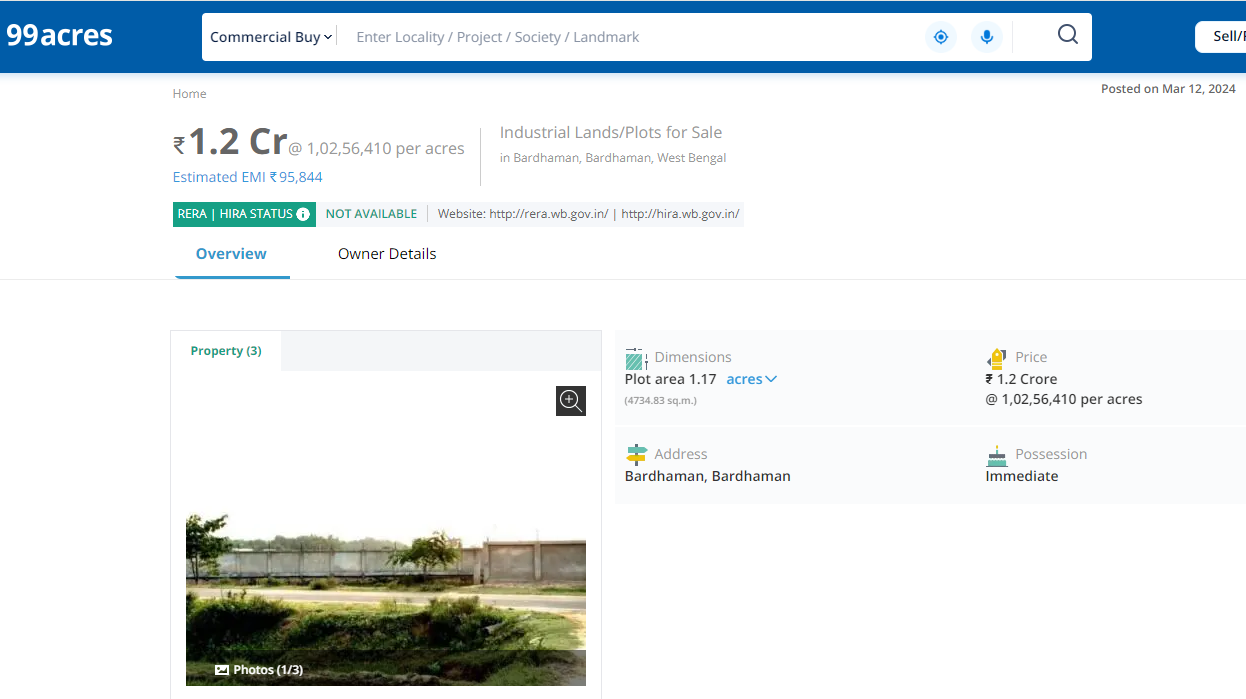 99acres
Commercial Buy
Enter Locality / Project / Society / Landmark
Posted on Mar 12, 2024
Home
₹1.2 Cr@ 1,02,56,410 per acres
Estimated EMI ₹95,844
Industrial Lands/Plots for Sale
in Bardhaman, Bardhaman, West Bengal
RERA | HIRA STATUS NOT AVAILABLE Website: http://rera.wb.gov.in/ | http://hira.wb.gov.in/
Overview Owner Details
Property (3)
Photos (1/3)
Dimensions
Plot area 1.17 acres
(4734.83 sq.m.)
Price
₹ 1.2 Crore
@ 1,02,56,410 per acres
Address
Bardhaman, Bardhaman
Possession
Immediate